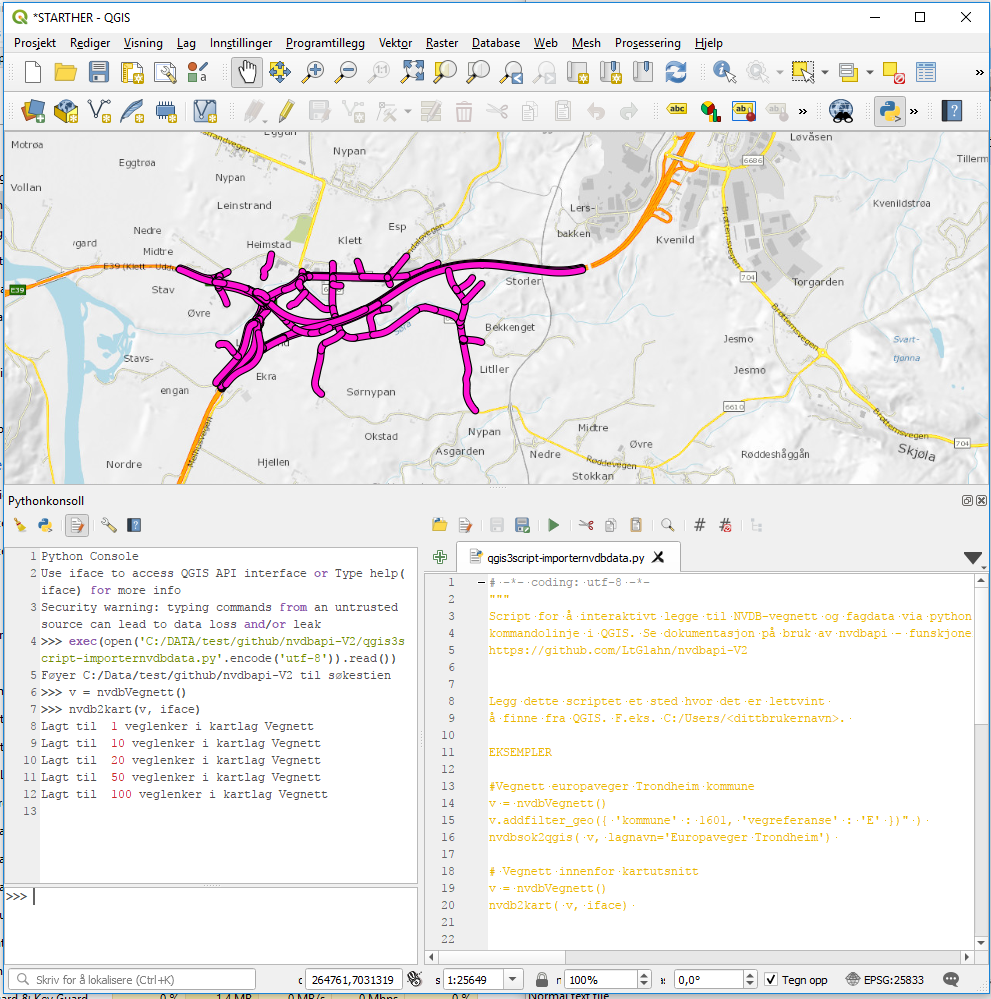 *STARTHER - QGIS
Prosjekt Rediger Visning Lag Innstillinger Programtillegg Vektor Raster Database Web Mesh Prosessering Hjelp
abc ab ab
Motrøa
Eggan
Nypan
Løvåsen
6686
Eggtrøa
Tillerm
Vollan
Nypan
Leinstrand
Kvenildstrøa
Lers-
bakken
Brøttemsvegen
Nedre
Esp
Klett
Kvenild
Heimstad
Midtre
E39 (Klett
704
Storler
Torgarden
E39
Stav
Øvre
Bekkenget
Brøttemsvegen
Jesmo
Svart-
tjønna
Stavs-
engan
Litller
Jesmo
Ekra
Sørnypan
6610
Nypan
Midtre
Brøttemsvegen
Okstad
Øvre
704
Asgarden
Nedre
Røddeshåggån
Skjøla
Melhusvegen
Nordre
Hjellen
Røddevegen
Stokkan
Pythonkonsoll
qgis3script-importernvdbdata.py
1 Python Console
2 Use iface to access QGIS API interface or Type help(
iface) for more info
3 Security warning: typing commands from an untrusted
source can lead to data loss and/or leak
4 >>> exec(open('C:/DATA/test/github/nvdbapi-V2/qgis3s
cript-importernvdbdata.py'.encode('utf-8')).read())
5 Føyer C:/Data/test/github/nvdbapi-V2 til søkestien
6 >>> v = nvdbVegnett()
7 >>> nvdb2kart(v, iface)
8 Lagt til 1 veglenker i kartlag Vegnett
9 Lagt til 10 veglenker i kartlag Vegnett
10 Lagt til 20 veglenker i kartlag Vegnett
11 Lagt til 50 veglenker i kartlag Vegnett
12 Lagt til 100 veglenker i kartlag Vegnett
13
>>>
1 # -*- coding: utf-8 -*-
2 """
3 Script for å interaktivt legge til NVDB-vegnett og fagdata via python
4 kommandolinje i QGIS. Se dokumentasjon på bruk av nvdbapi - funskjone
5 https://github.com/LtGlahn/nvdbapi-V2
6
7
8 Legg dette scriptet et sted hvor det er lettvint
9 å finne fra QGIS. F.eks. C:/Users/<dittbrukernavn>.
10
11 EKSEMPLER
12
13 #Vegnett europaveger Trondheim kommune
14 v = nvdbVegnett()
15 v.addfilter_geo({ 'kommune' : 1601, 'vegreferanse' : 'E' })" )
16 nvdbsok2qgis( v, lagnavn='Europaveger Trondheim')
17
18 # Vegnett innenfor kartutsnitt
19 v = nvdbVegnett()
20 nvdb2kart( v, iface)
21
22
Skriv for å lokalisere (Ctrl+K) 264761,7031319 s 1:25649 100% 0,0° Tegn opp EPSG:25833